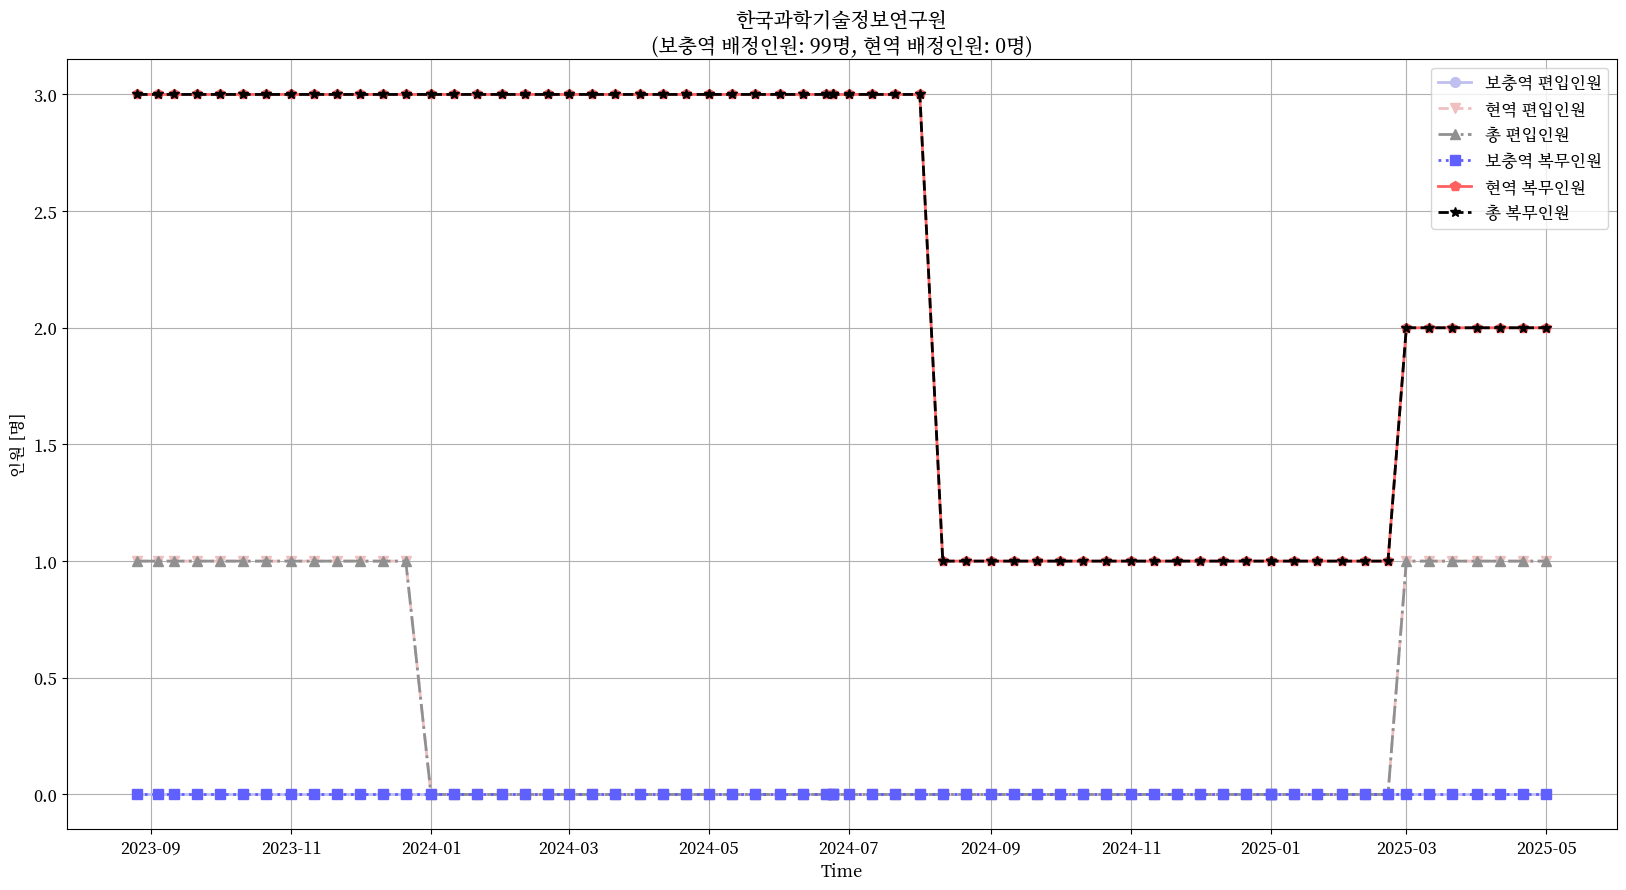 한국과학기술정보연구원
(보충역 배정인원: 99명, 현역 배정인원: 0명)
보충역 편입인원
현역 편입인원
총 편입인원
보충역 복무인원
현역 복무인원
총 복무인원
인원 [명]
3.0
2.5
2.0
1.5
1.0
0.5
0.0
2023-09 2023-11 2024-01 2024-03 2024-05 2024-07 2024-09 2024-11 2025-01 2025-03 2025-05
Time